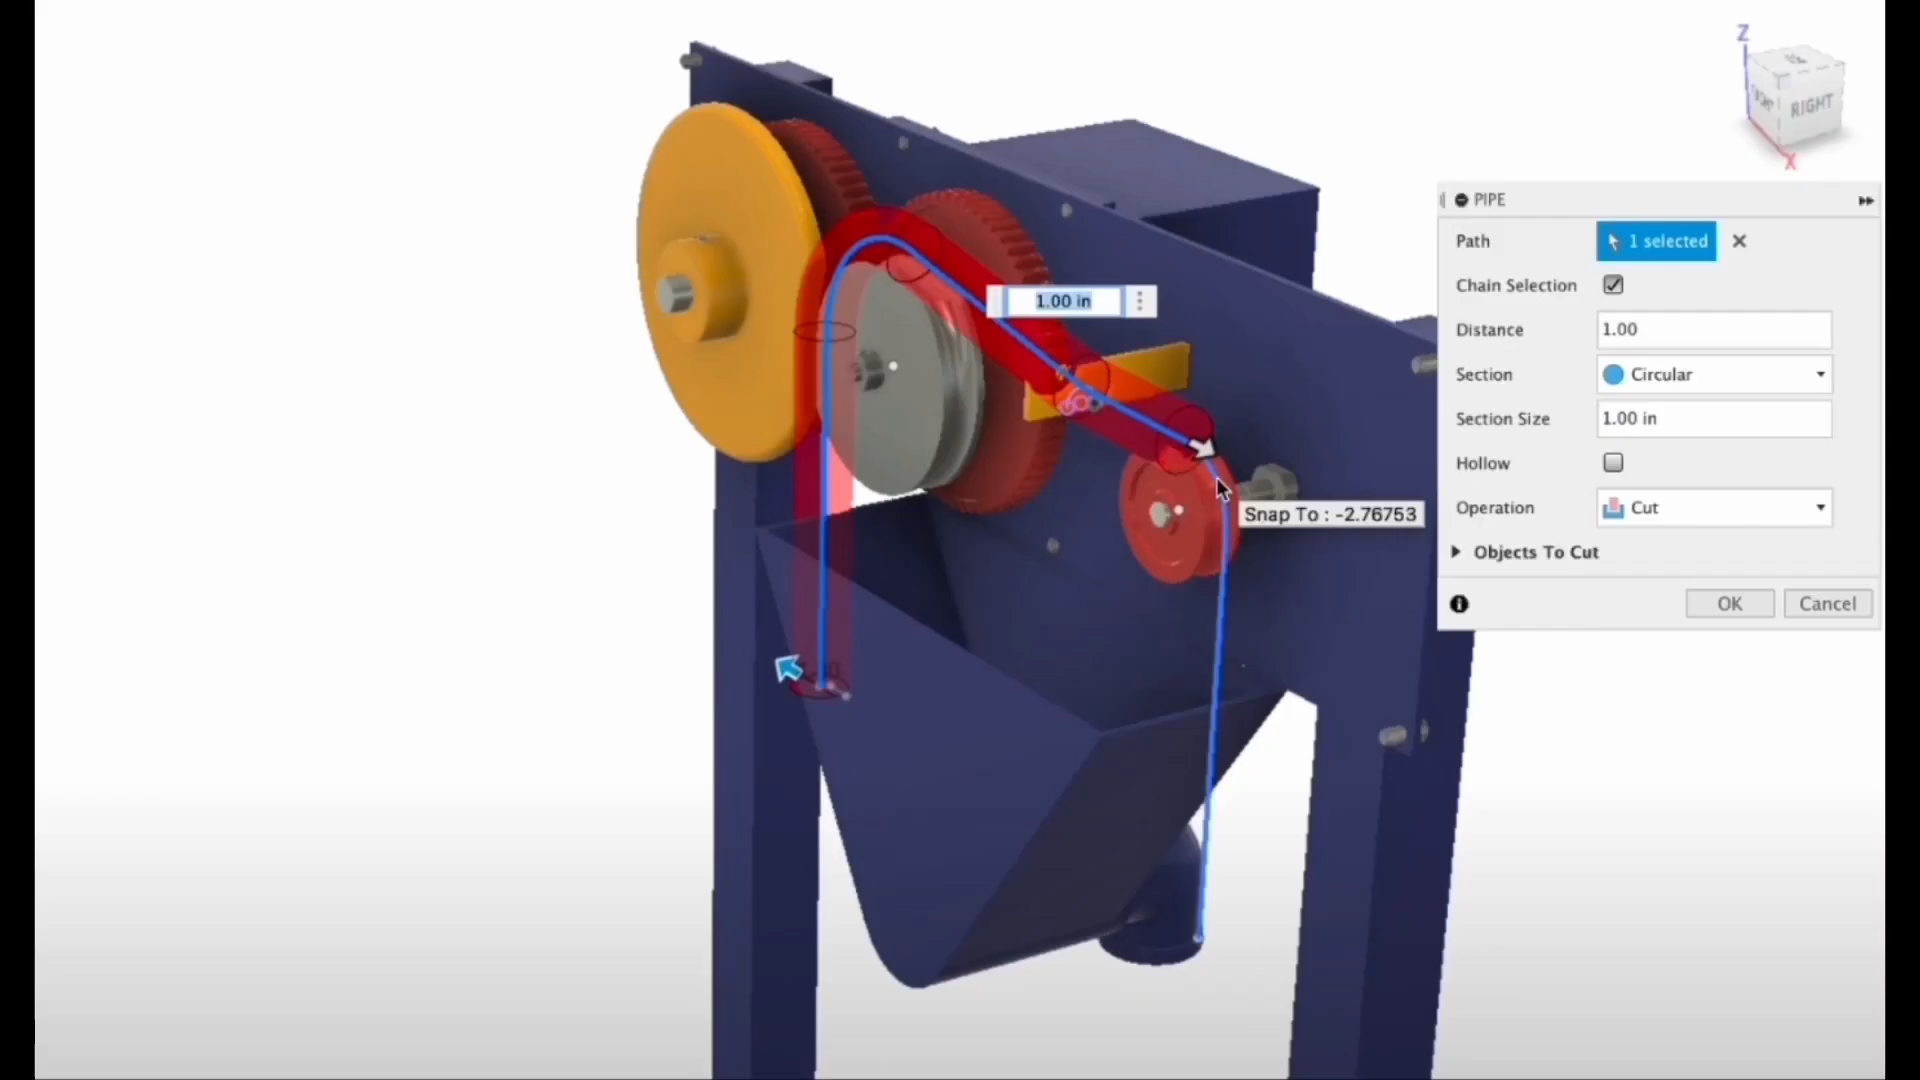 Z
RIGHT
X
PIPE
Path 1 selected
Chain Selection
Distance 1.00
Section Circular
Section Size 1.00 in
Hollow
Operation Cut
Objects To Cut
OK Cancel
1.00 in
Snap To : -2.76753